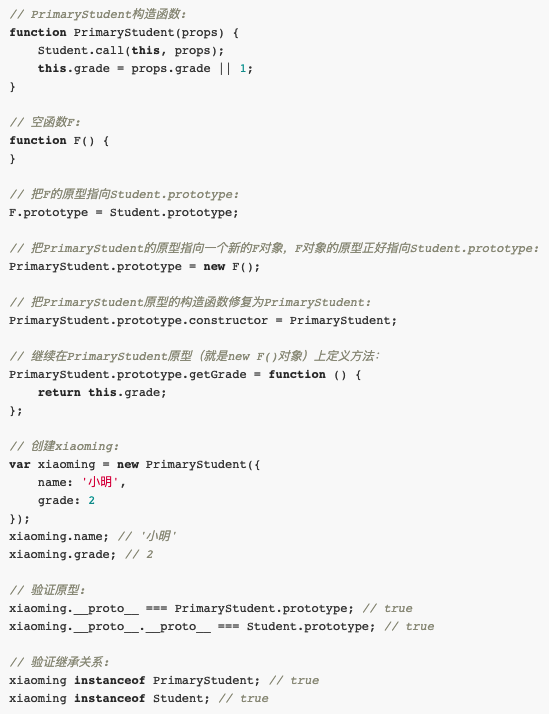 // PrimaryStudent构造函数:
function PrimaryStudent(props) {
    Student.call(this, props);
    this.grade = props.grade || 1;
}

// 空函数F:
function F() {
}

// 把F的原型指向Student.prototype:
F.prototype = Student.prototype;

// 把PrimaryStudent的原型指向一个新的F对象，F对象的原型正好指向Student.prototype:
PrimaryStudent.prototype = new F();

// 把PrimaryStudent原型的构造函数修复为PrimaryStudent:
PrimaryStudent.prototype.constructor = PrimaryStudent;

// 继续在PrimaryStudent原型（就是new F()对象）上定义方法：
PrimaryStudent.prototype.getGrade = function () {
    return this.grade;
};

// 创建xiaoming:
var xiaoming = new PrimaryStudent({
    name: '小明',
    grade: 2
});
xiaoming.name; // '小明'
xiaoming.grade; // 2

// 验证原型:
xiaoming.__proto__ === PrimaryStudent.prototype; // true
xiaoming.__proto__.__proto__ === Student.prototype; // true

// 验证继承关系:
xiaoming instanceof PrimaryStudent; // true
xiaoming instanceof Student; // true